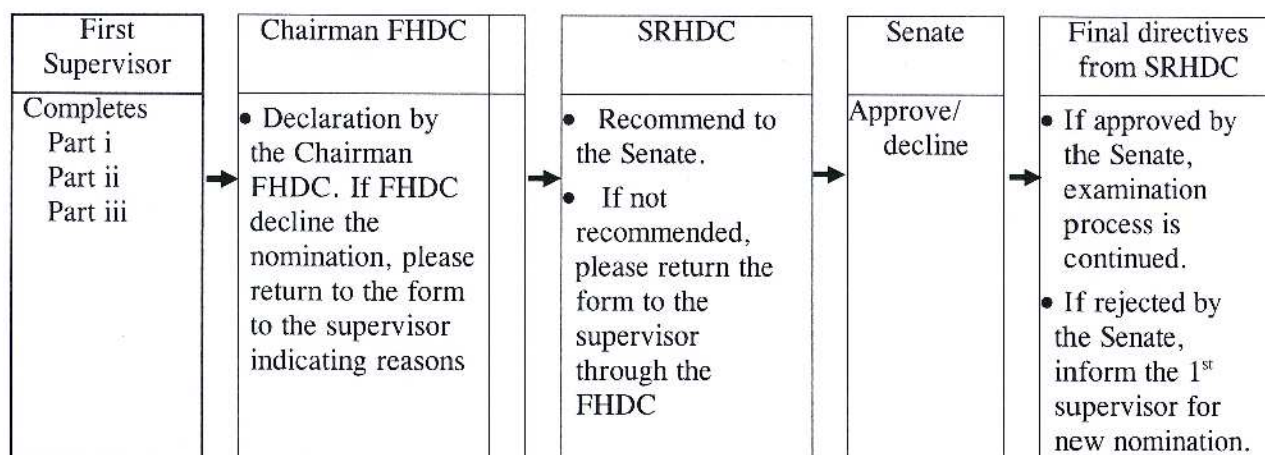 First
Supervisor
Completes
Part i
Part ii
Part iii
Chairman FHDC
• Declaration by
the Chairman
FHDC. If FHDC
decline the
nomination, please
return to the form
to the supervisor
indicating reasons
SRHDC
• Recommend to
the Senate.
• If not
recommended,
please return the
form to the
supervisor
through the
FHDC
Senate
Approve/
decline
Final directives
from SRHDC
• If approved by
the Senate,
examination
process is
continued.
• If rejected by
the Senate,
inform the 1st
supervisor for
new nomination.